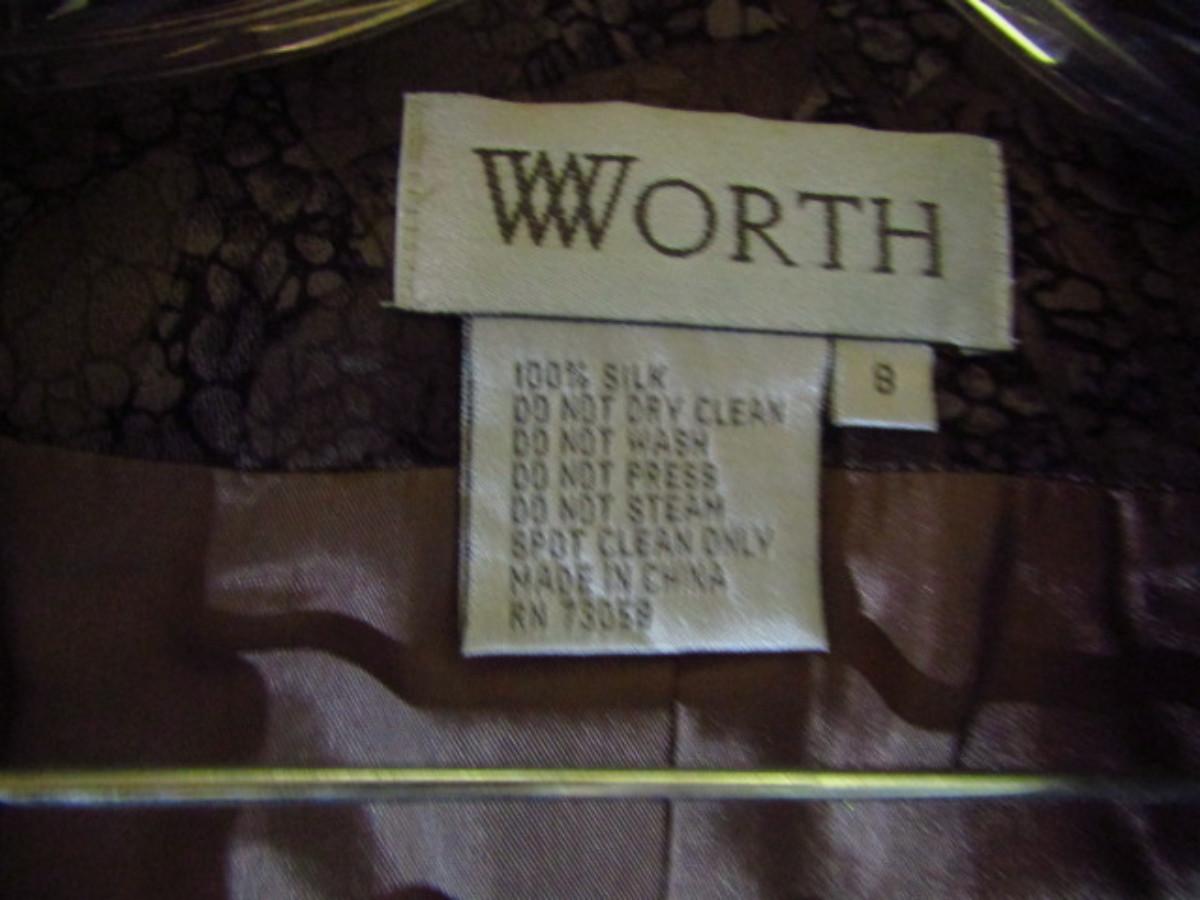 WORTH
8
100% SILK
DO NOT DRY CLEAN
DO NOT WASH
DO NOT PRESS
DO NOT STEAM
SPOT CLEAN ONLY
MADE IN CHINA
RN 73059